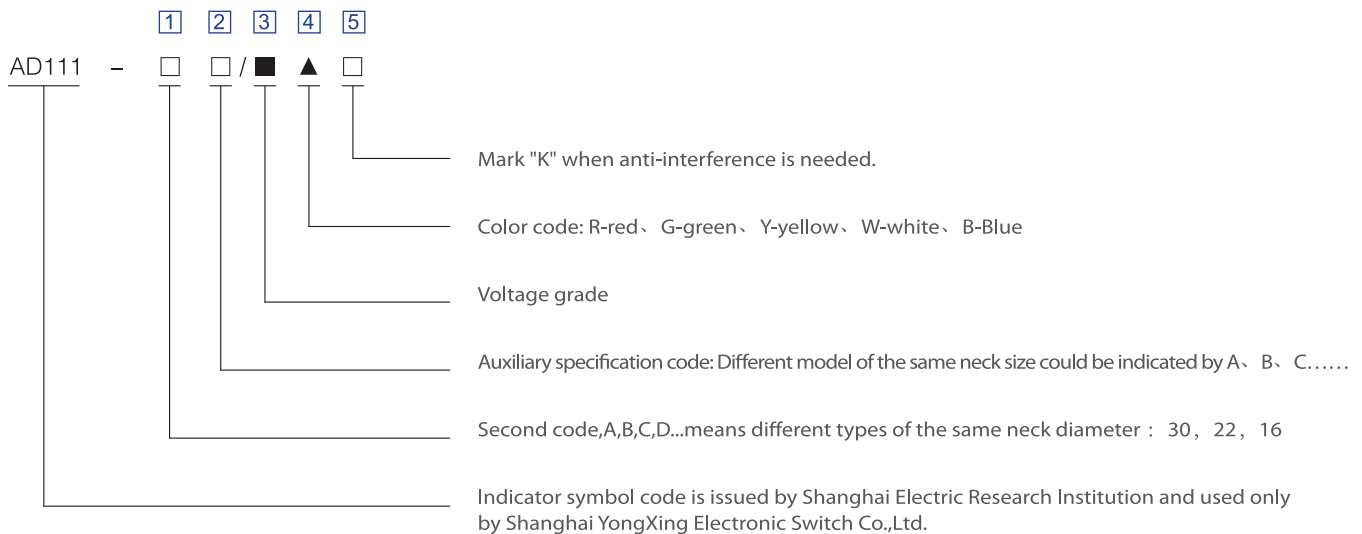 1 2 3 4 5
AD111 – □ □ / ■ ▲ □
Mark "K" when anti-interference is needed.
Color code: R-red、G-green、Y-yellow、W-white、B-Blue
Voltage grade
Auxiliary specification code: Different model of the same neck size could be indicated by A、B、C……
Second code,A,B,C,D...means different types of the same neck diameter： 30，22，16
Indicator symbol code is issued by Shanghai Electric Research Institution and used only
by Shanghai YongXing Electronic Switch Co.,Ltd.